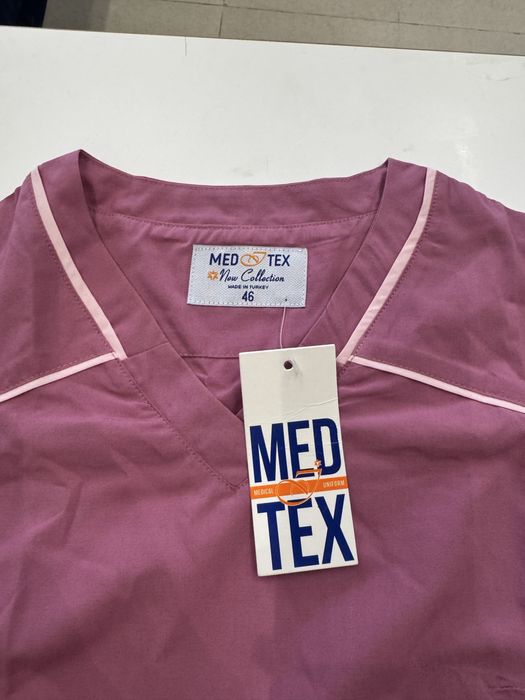 MED TEX
New Collection
MADE IN TURKEY
46
MED
MEDICAL UNIFORM
TEX